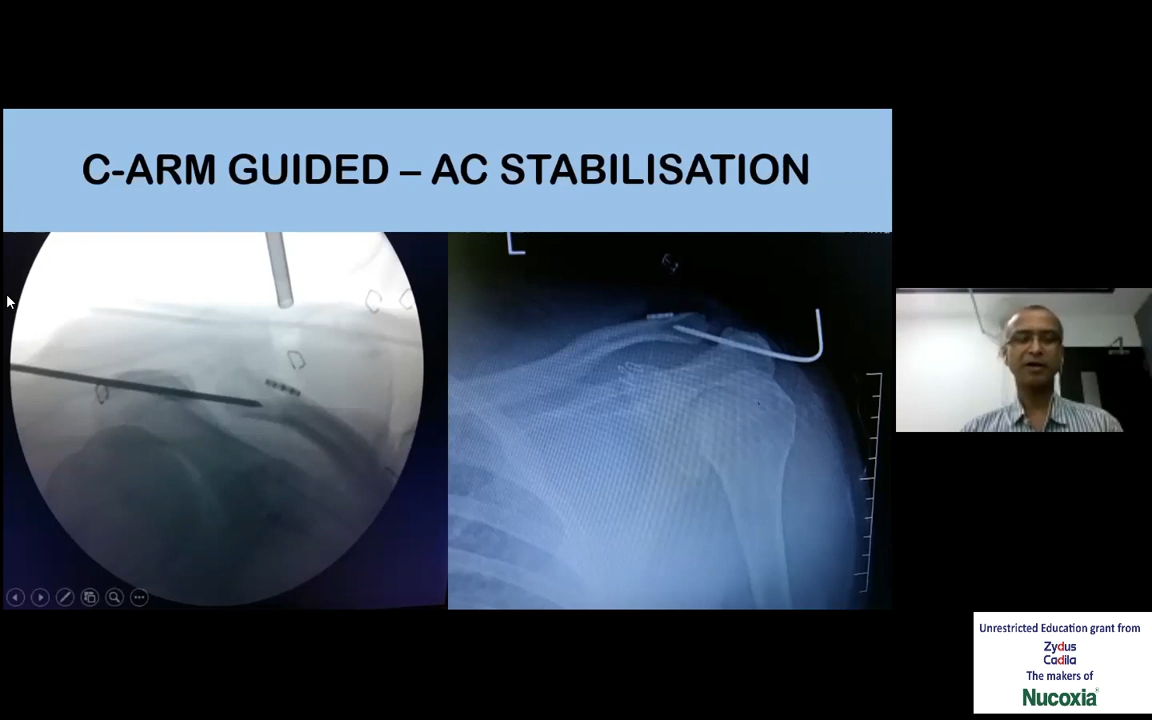 C-ARM GUIDED – AC STABILISATION
L
Unrestricted Education grant from
Zydus
Cadila
The makers of
Nucoxia